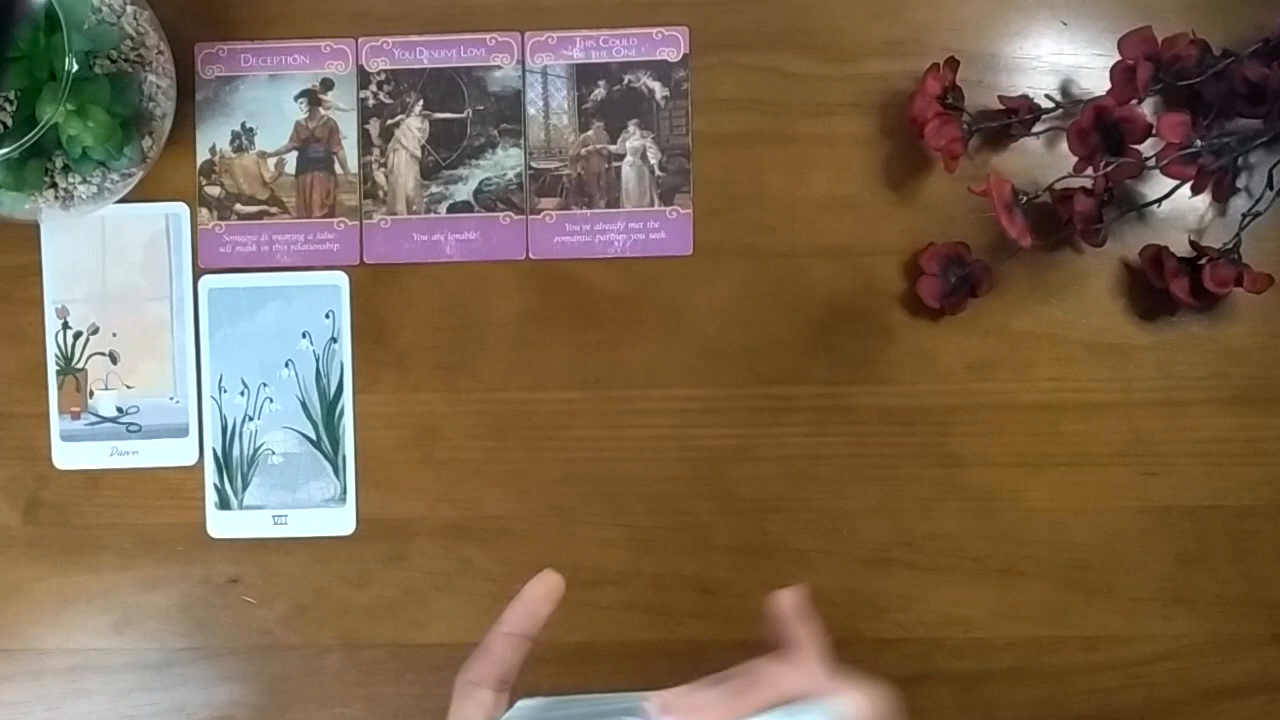 DECEPTION
Someone is wearing a false-
self mask in this relationship.
YOU DESERVE LOVE
You are lovable!
THIS COULD
BE THE ONE!
You've already met the
romantic partner you seek.
Dawn
VII